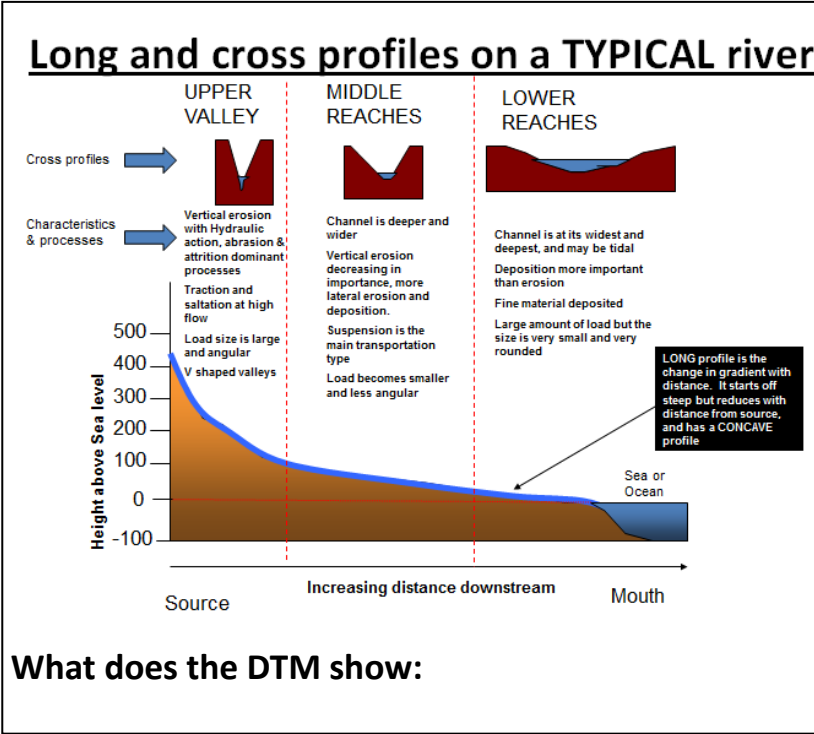 Long and cross profiles on a TYPICAL river
UPPER
VALLEY
MIDDLE
REACHES
LOWER
REACHES
Cross profiles
Characteristics
& processes
Vertical erosion
with Hydraulic
action, abrasion &
attrition dominant
processes
Traction and
saltation at high
flow
Load size is large
and angular
V shaped valleys
Channel is deeper and
wider
Vertical erosion
decreasing in
importance, more
lateral erosion and
deposition.
Suspension is the
main transportation
type
Load becomes smaller
and less angular
Channel is at its widest and
deepest, and may be tidal
Deposition more important
than erosion
Fine material deposited
Large amount of load but the
size is very small and very
rounded
LONG profile is the
change in gradient with
distance. It starts off
steep but reduces with
distance from source,
and has a CONCAVE
profile
Height above Sea level
500
400
300
200
100
0
-100
Sea or
Ocean
Increasing distance downstream
Source
Mouth
What does the DTM show: